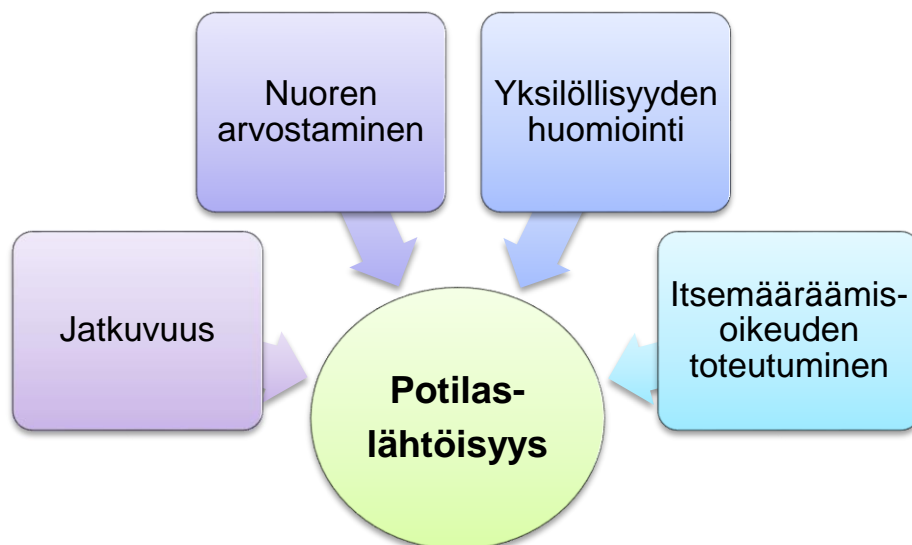 Nuoren
arvostaminen
Yksilöllisyyden
huomiointi
Jatkuvuus
Itsemääräämis-
oikeuden
toteutuminen
Potilas-
lähtöisyys